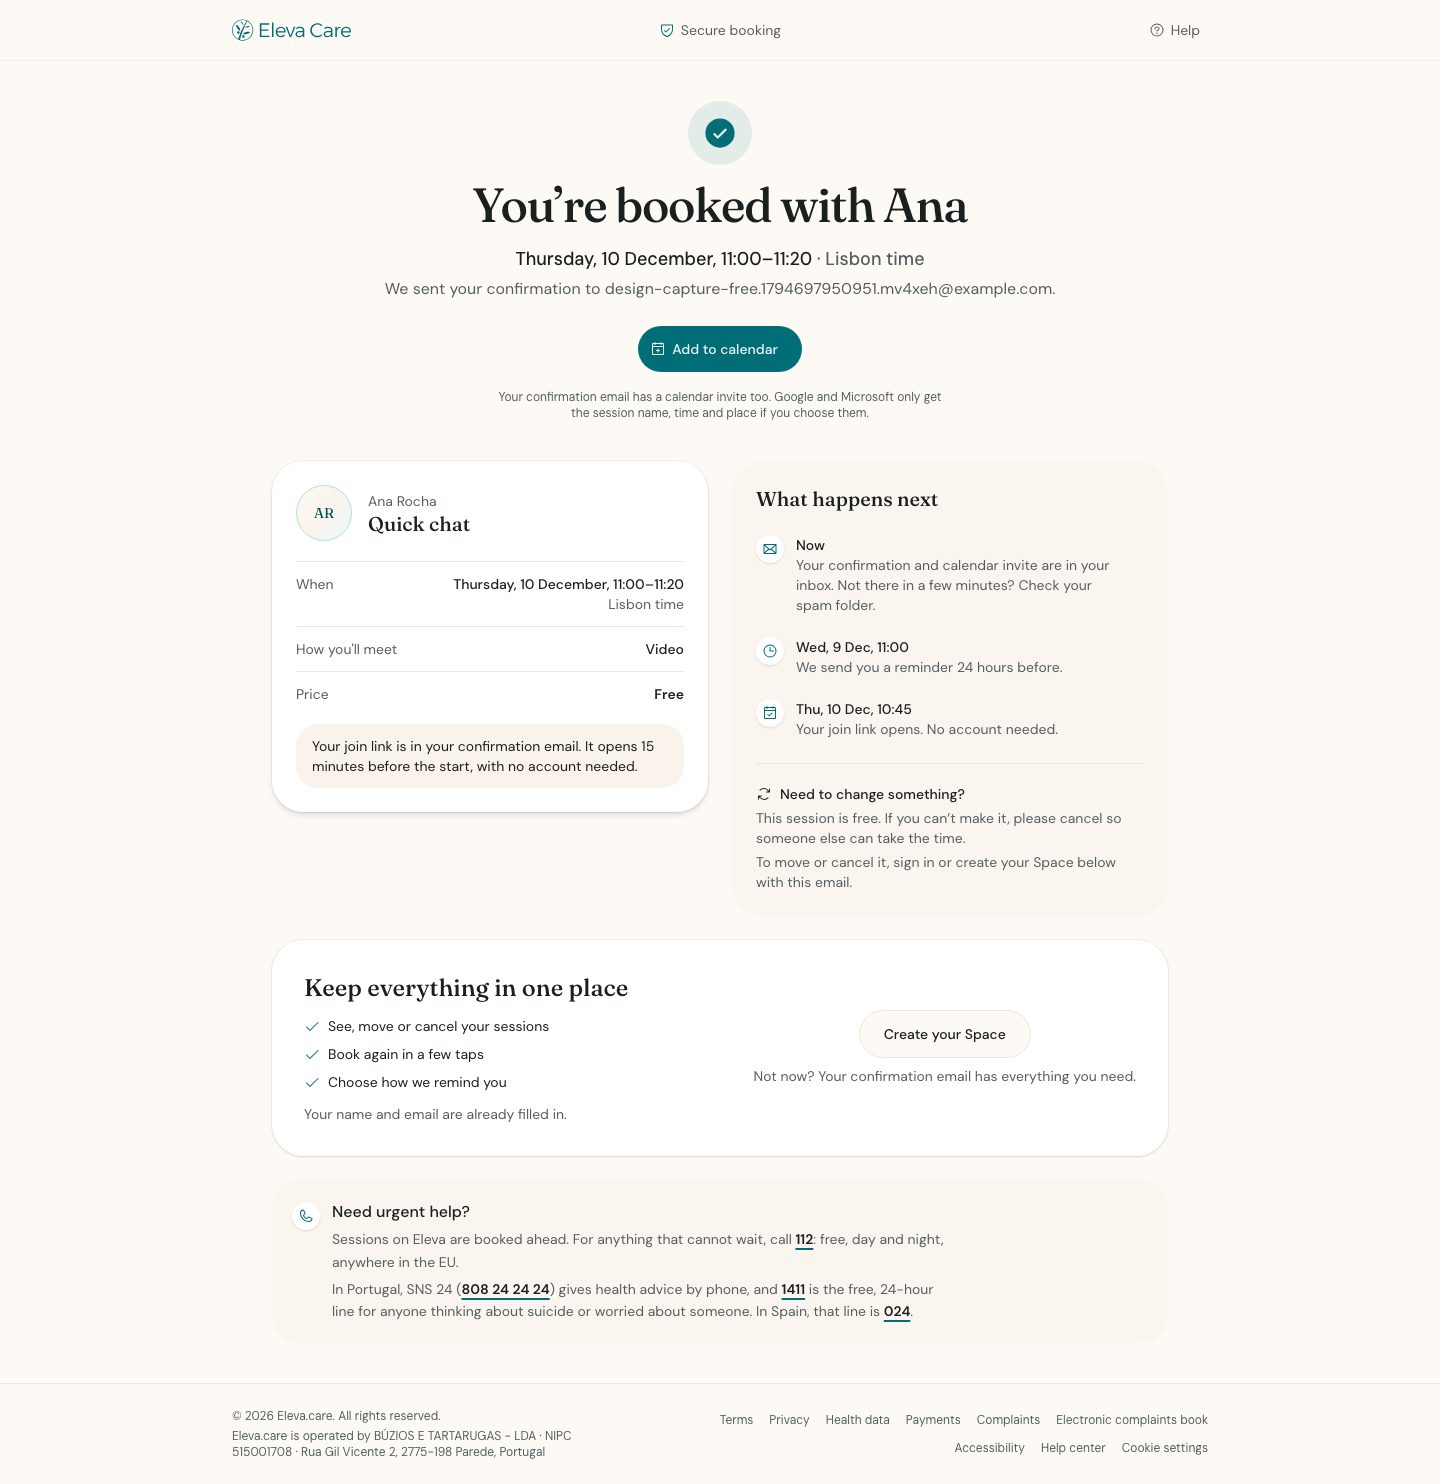 Eleva Care
Secure booking
Help
You’re booked with Ana
Thursday, 10 December, 11:00–11:20 · Lisbon time
We sent your confirmation to design-capture-free.1794697950951.mv4xeh@example.com.
Add to calendar
Your confirmation email has a calendar invite too. Google and Microsoft only get
the session name, time and place if you choose them.
AR
Ana Rocha
Quick chat
When
Thursday, 10 December, 11:00–11:20
Lisbon time
How you'll meet
Video
Price
Free
Your join link is in your confirmation email. It opens 15
minutes before the start, with no account needed.
What happens next
Now
Your confirmation and calendar invite are in your
inbox. Not there in a few minutes? Check your
spam folder.
Wed, 9 Dec, 11:00
We send you a reminder 24 hours before.
Thu, 10 Dec, 10:45
Your join link opens. No account needed.
Need to change something?
This session is free. If you can’t make it, please cancel so
someone else can take the time.
To move or cancel it, sign in or create your Space below
with this email.
Keep everything in one place
See, move or cancel your sessions
Book again in a few taps
Choose how we remind you
Your name and email are already filled in.
Create your Space
Not now? Your confirmation email has everything you need.
Need urgent help?
Sessions on Eleva are booked ahead. For anything that cannot wait, call 112: free, day and night,
anywhere in the EU.
In Portugal, SNS 24 (808 24 24 24) gives health advice by phone, and 1411 is the free, 24-hour
line for anyone thinking about suicide or worried about someone. In Spain, that line is 024.
© 2026 Eleva.care. All rights reserved.
Eleva.care is operated by BÚZIOS E TARTARUGAS - LDA · NIPC
515001708 · Rua Gil Vicente 2, 2775-198 Parede, Portugal
Terms Privacy Health data Payments Complaints Electronic complaints book
Accessibility Help center Cookie settings